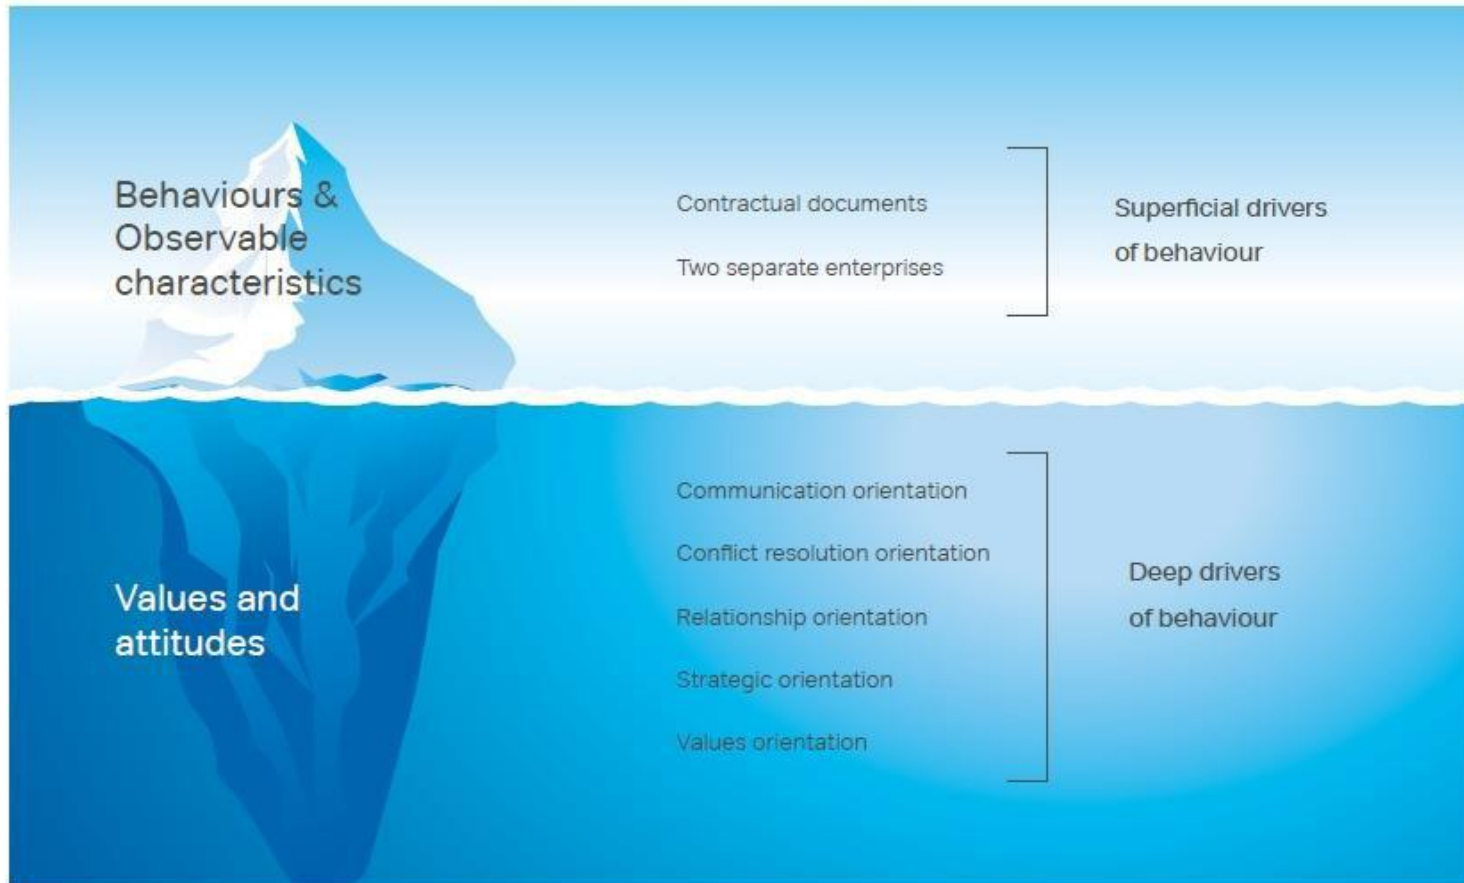 Behaviours &
Observable
characteristics
Contractual documents
Two separate enterprises
Superficial drivers
of behaviour
Values and
attitudes
Communication orientation
Conflict resolution orientation
Relationship orientation
Strategic orientation
Values orientation
Deep drivers
of behaviour